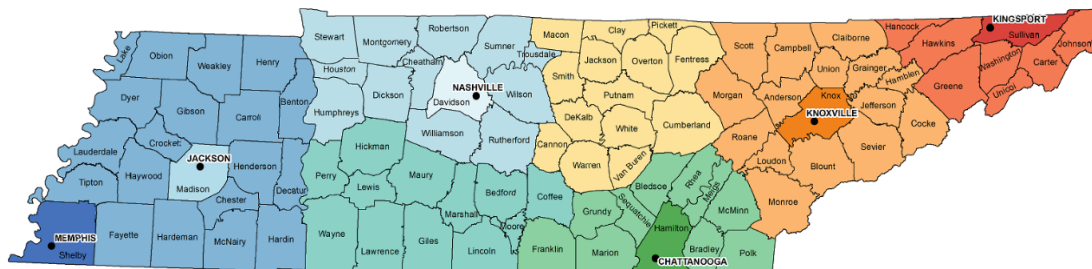 Lake
Obion
Weakley
Henry
Dyer
Gibson
Carroll
Benton
Lauderdale
Crocket
Haywood
Tipton
JACKSON
Madison
Henderson
Decatur
Chester
MEMPHIS
Shelby
Fayette
Hardeman
McNairy
Hardin
Stewart
Montgomery
Robertson
Sumner
Trousdale
Houston
Cheatham
Dickson
NASHVILLE
Davidson
Wilson
Humphreys
Williamson
Rutherford
Hickman
Perry
Lewis
Maury
Bedford
Coffee
Marshall
Moore
Wayne
Lawrence
Giles
Lincoln
Macon
Clay
Pickett
Smith
Jackson
Overton
Fentress
Putnam
DeKalb
White
Cumberland
Cannon
Warren
Van Buren
Bledsoe
Rhea
Meigs
McMinn
Grundy
Sequatchie
Hamilton
Franklin
Marion
CHATTANOOGA
Bradley
Polk
Scott
Campbell
Claiborne
Union
Grainger
Hamblen
Morgan
Anderson
Knox
KNOXVILLE
Jefferson
Cocke
Roane
Loudon
Blount
Sevier
Monroe
Hancock
Hawkins
KINGSPORT
Sullivan
Johnson
Washington
Carter
Greene
Unicoi